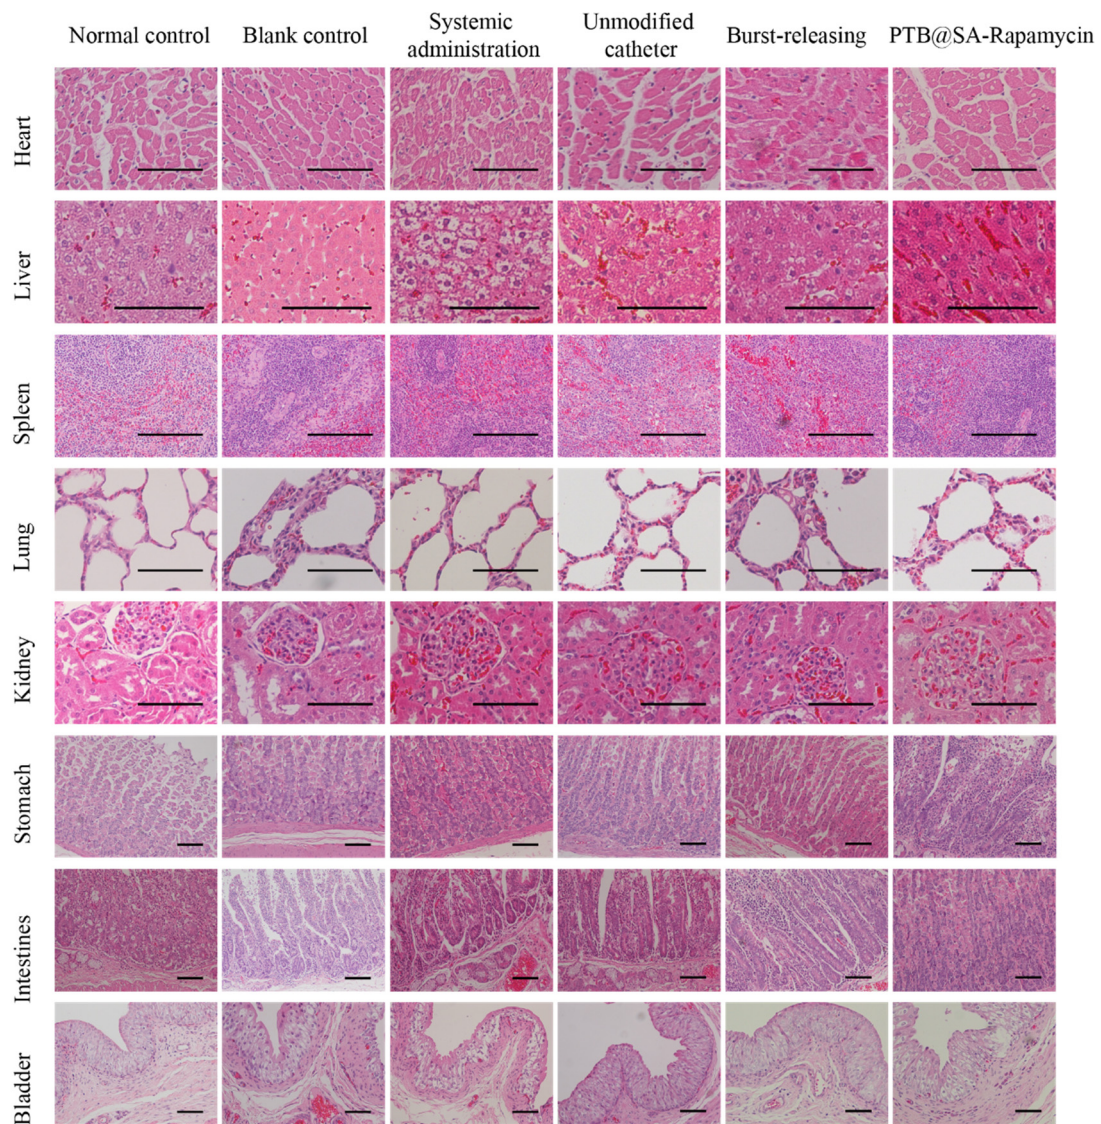 Normal control
Blank control
Systemic
administration
Unmodified
catheter
Burst-releasing
PTB@SA-Rapamycin
Heart
Liver
Spleen
Lung
Kidney
Stomach
Intestines
Bladder